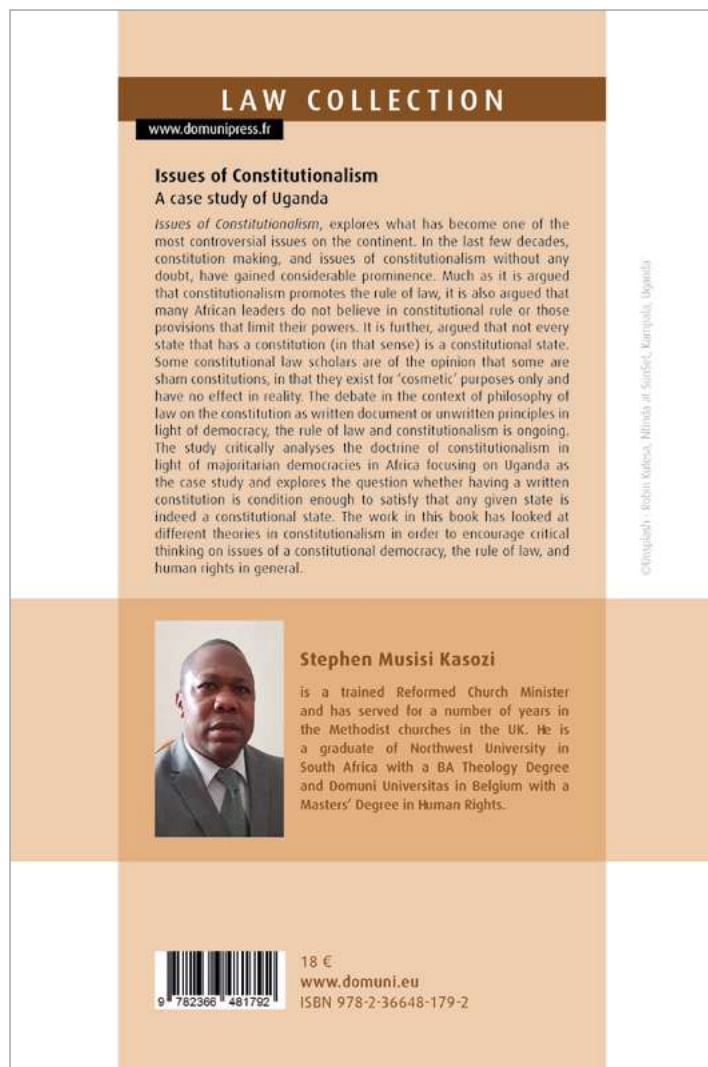 LAW COLLECTION
www.domunipress.fr
Issues of Constitutionalism
A case study of Uganda
Issues of Constitutionalism, explores what has become one of the
most controversial issues on the continent. In the last few decades,
constitution making, and issues of constitutionalism without any
doubt, have gained considerable prominence. Much as it is argued
that constitutionalism promotes the rule of law, it is also argued that
many African leaders do not believe in constitutional rule or those
provisions that limit their powers. It is further, argued that not every
state that has a constitution (in that sense) is a constitutional state.
Some constitutional law scholars are of the opinion that some are
sham constitutions, in that they exist for ‘cosmetic’ purposes only and
have no effect in reality. The debate in the context of philosophy of
law on the constitution as written document or unwritten principles in
light of democracy, the rule of law and constitutionalism is ongoing.
The study critically analyses the doctrine of constitutionalism in
light of majoritarian democracies in Africa focusing on Uganda as
the case study and explores the question whether having a written
constitution is condition enough to satisfy that any given state is
indeed a constitutional state. The work in this book has looked at
different theories in constitutionalism in order to encourage critical
thinking on issues of a constitutional democracy, the rule of law, and
human rights in general.
©Unsplash - Robin Kutesa, Ntinda at SunSet, Kampala, Uganda
Stephen Musisi Kasozi
is a trained Reformed Church Minister
and has served for a number of years in
the Methodist churches in the UK. He is
a graduate of Northwest University in
South Africa with a BA Theology Degree
and Domuni Universitas in Belgium with a
Masters’ Degree in Human Rights.
9 782366 481792
18 €
www.domuni.eu
ISBN 978-2-36648-179-2